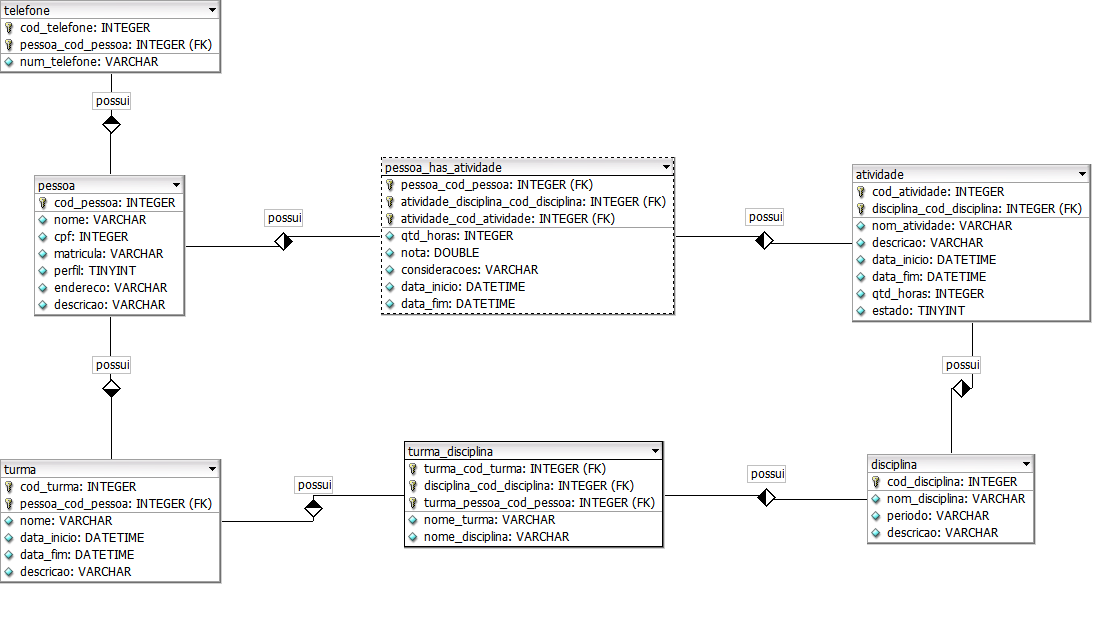 telefone
cod_telefone: INTEGER
pessoa_cod_pessoa: INTEGER (FK)
num_telefone: VARCHAR
possui
pessoa
cod_pessoa: INTEGER
nome: VARCHAR
cpf: INTEGER
matricula: VARCHAR
perfil: TINYINT
endereco: VARCHAR
descricao: VARCHAR
possui
pessoa_has_atividade
pessoa_cod_pessoa: INTEGER (FK)
atividade_disciplina_cod_disciplina: INTEGER (FK)
atividade_cod_atividade: INTEGER (FK)
qtd_horas: INTEGER
nota: DOUBLE
consideracoes: VARCHAR
data_inicio: DATETIME
data_fim: DATETIME
possui
atividade
cod_atividade: INTEGER
disciplina_cod_disciplina: INTEGER (FK)
nom_atividade: VARCHAR
descricao: VARCHAR
data_inicio: DATETIME
data_fim: DATETIME
qtd_horas: INTEGER
estado: TINYINT
possui
possui
turma
cod_turma: INTEGER
pessoa_cod_pessoa: INTEGER (FK)
nome: VARCHAR
data_inicio: DATETIME
data_fim: DATETIME
descricao: VARCHAR
possui
turma_disciplina
turma_cod_turma: INTEGER (FK)
disciplina_cod_disciplina: INTEGER (FK)
turma_pessoa_cod_pessoa: INTEGER (FK)
nome_turma: VARCHAR
nome_disciplina: VARCHAR
possui
disciplina
cod_disciplina: INTEGER
nom_disciplina: VARCHAR
periodo: VARCHAR
descricao: VARCHAR